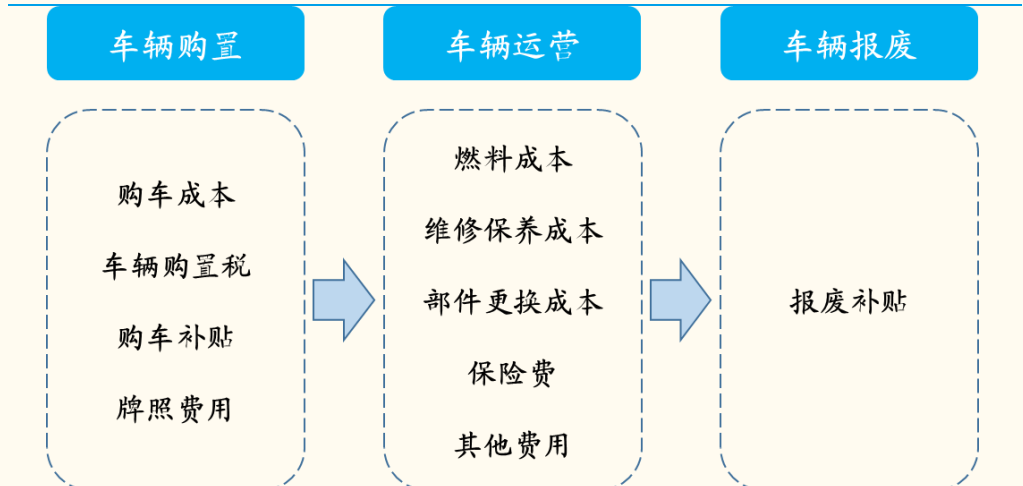 车辆购置
购车成本
车辆购置税
购车补贴
牌照费用
车辆运营
燃料成本
维修保养成本
部件更换成本
保险费
其他费用
车辆报废
报废补贴